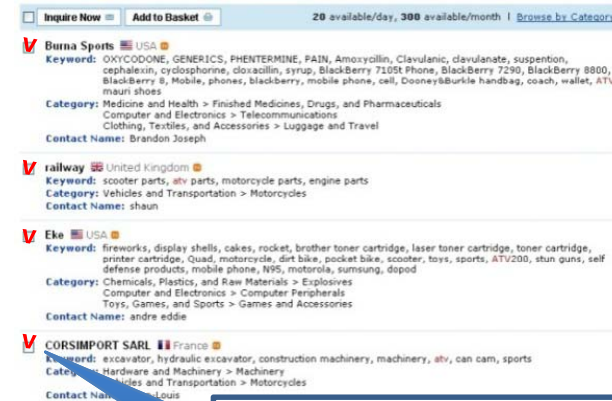 Inquire Now Add to Basket 20 available/day, 300 available/month | Browse by Categor
V Burna Sports USA
Keyword: OXYCODONE, GENERICS, PHENTERMINE, PAIN, Amoxycillin, Clavulanic, clavulanate, suspention,
cephalexin, cyclosphorine, cloxacillin, syrup, BlackBerry 7105t Phone, BlackBerry 7290, BlackBerry 8800,
BlackBerry 8, Mobile, phones, blackberry, mobile phone, cell, Dooney&Burkle handbag, coach, wallet, ATV
mauri shoes
Category: Medicine and Health > Finished Medicines, Drugs, and Pharmaceuticals
Computer and Electronics > Telecommunications
Clothing, Textiles, and Accessories > Luggage and Travel
Contact Name: Brandon Joseph
V railway United Kingdom
Keyword: scooter parts, atv parts, motorcycle parts, engine parts
Category: Vehicles and Transportation > Motorcycles
Contact Name: shaun
V Eke USA
Keyword: fireworks, display shells, cakes, rocket, brother toner cartridge, laser toner cartridge, toner cartridge,
printer cartridge, Quad, motorcycle, dirt bike, pocket bike, scooter, toys, sports, ATV200, stun guns, self
defense products, mobile phone, N95, motorola, sumsung, dopod
Category: Chemicals, Plastics, and Raw Materials > Explosives
Computer and Electronics > Computer Peripherals
Toys, Games, and Sports > Games and Accessories
Contact Name: andre eddie
V CORSIMPORT SARL France
Keyword: excavator, hydraulic excavator, construction machinery, machinery, atv, can cam, sports
Hardware and Machinery > Machinery
and Transportation > Motorcycles
Contact Louis